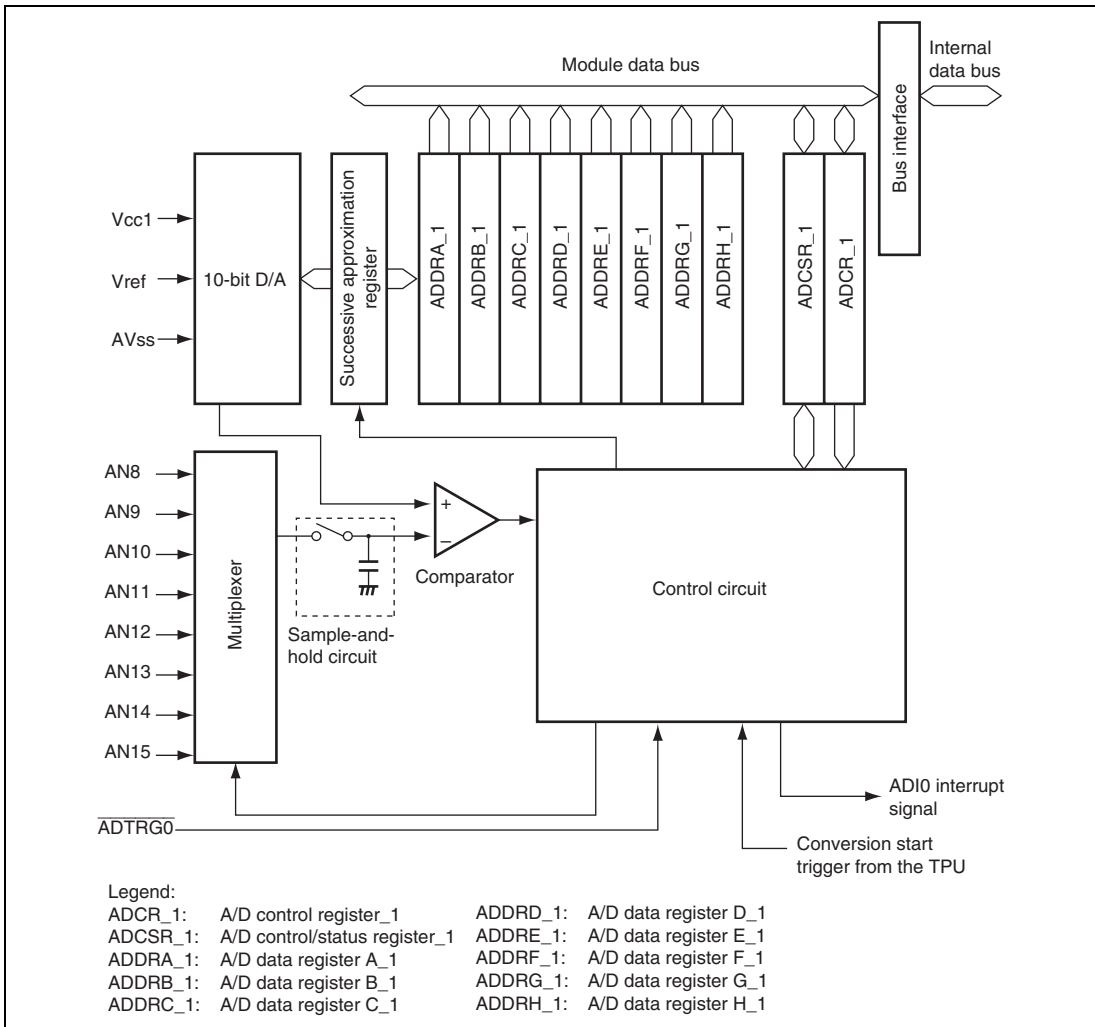 Module data bus
Internal
data bus
Bus interface
Vcc1
Vref
AVss
10-bit D/A
Successive approximation
register
ADDRA_1
ADDRB_1
ADDRC_1
ADDRD_1
ADDRE_1
ADDRF_1
ADDRG_1
ADDRH_1
ADCSR_1
ADCR_1
AN8
AN9
AN10
AN11
AN12
AN13
AN14
AN15
Multiplexer
+
−
Comparator
Sample-and-
hold circuit
Control circuit
ADI0 interrupt
signal
ADTRG0
Conversion start
trigger from the TPU
Legend:
ADCR_1: A/D control register_1
ADCSR_1: A/D control/status register_1
ADDRA_1: A/D data register A_1
ADDRB_1: A/D data register B_1
ADDRC_1: A/D data register C_1
ADDRD_1: A/D data register D_1
ADDRE_1: A/D data register E_1
ADDRF_1: A/D data register F_1
ADDRG_1: A/D data register G_1
ADDRH_1: A/D data register H_1